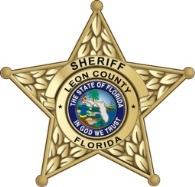 SHERIFF
LEON COUNTY
THE STATE OF FLORIDA
IN GOD WE TRUST
FLORIDA